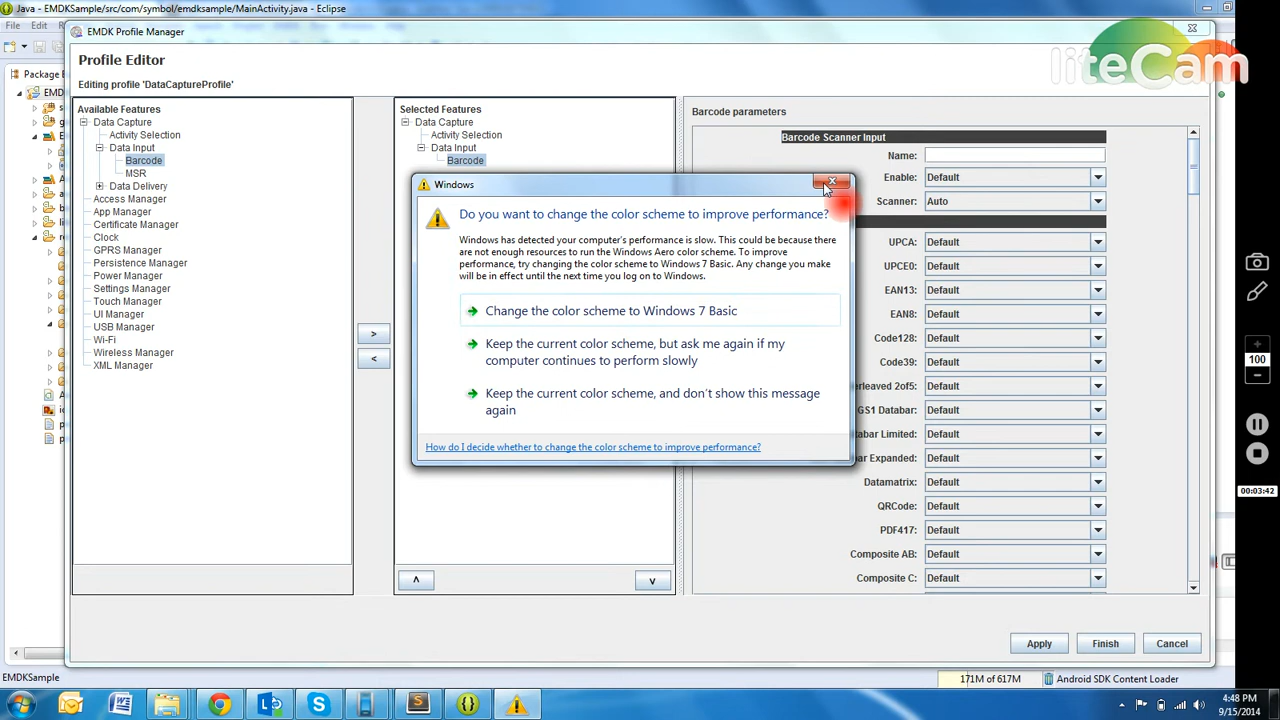 Java - EMDKSample/src/com/symbol/emdksample/MainActivity.java - Eclipse
File Edit
EMDK Profile Manager
liteCam
Profile Editor
Editing profile 'DataCaptureProfile'
Package E
EMD
Available Features
Data Capture
Activity Selection
Data Input
Barcode
MSR
Data Delivery
Access Manager
App Manager
Certificate Manager
Clock
GPRS Manager
Persistence Manager
Power Manager
Settings Manager
Touch Manager
UI Manager
USB Manager
Wi-Fi
Wireless Manager
XML Manager
>
<
Selected Features
Data Capture
Activity Selection
Data Input
Barcode
^
v
Windows
Do you want to change the color scheme to improve performance?
Windows has detected your computer's performance is slow. This could be because there
are not enough resources to run the Windows Aero color scheme. To improve
performance, try changing the color scheme to Windows 7 Basic. Any change you make
will be in effect until the next time you log on to Windows.
Change the color scheme to Windows 7 Basic
Keep the current color scheme, but ask me again if my
computer continues to perform slowly
Keep the current color scheme, and don't show this message
again
How do I decide whether to change the color scheme to improve performance?
Barcode parameters
Barcode Scanner Input
Name:
Enable: Default
Scanner: Auto
UPCA: Default
UPCE0: Default
EAN13: Default
EAN8: Default
Code128: Default
Code39: Default
erleaved 2of5: Default
GS1 Databar: Default
tabar Limited: Default
bar Expanded: Default
Datamatrix: Default
QRCode: Default
PDF417: Default
Composite AB: Default
Composite C: Default
Apply Finish Cancel
100
00:03:42
EMDKSample
171M of 617M
Android SDK Content Loader
4:48 PM
9/15/2014